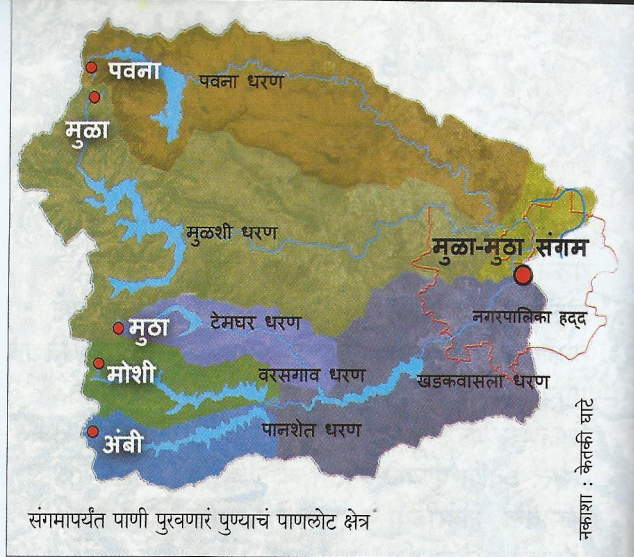 पवना
पवना धरण
मुळा
मुळशी धरण
मुळा-मुठा संगम
मुठा
टेमघर धरण
नगरपालिका हद्द
मोशी
वरसगाव धरण
खडकवासला धरण
अंबी
पानशेत धरण
नकाशा : केतकी घाटे
संगमापर्यंत पाणी पुरवणारं पुण्याचं पाणलोट क्षेत्र